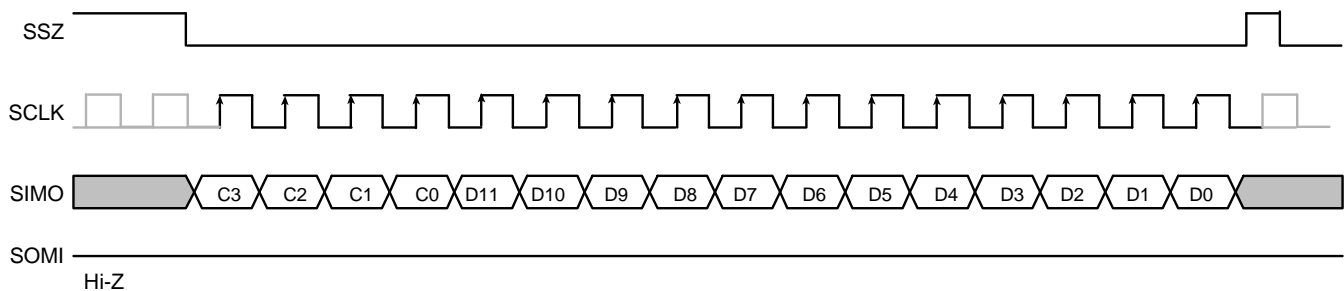 SSZ
SCLK
SIMO C3 C2 C1 C0 D11 D10 D9 D8 D7 D6 D5 D4 D3 D2 D1 D0
SOMI
Hi-Z